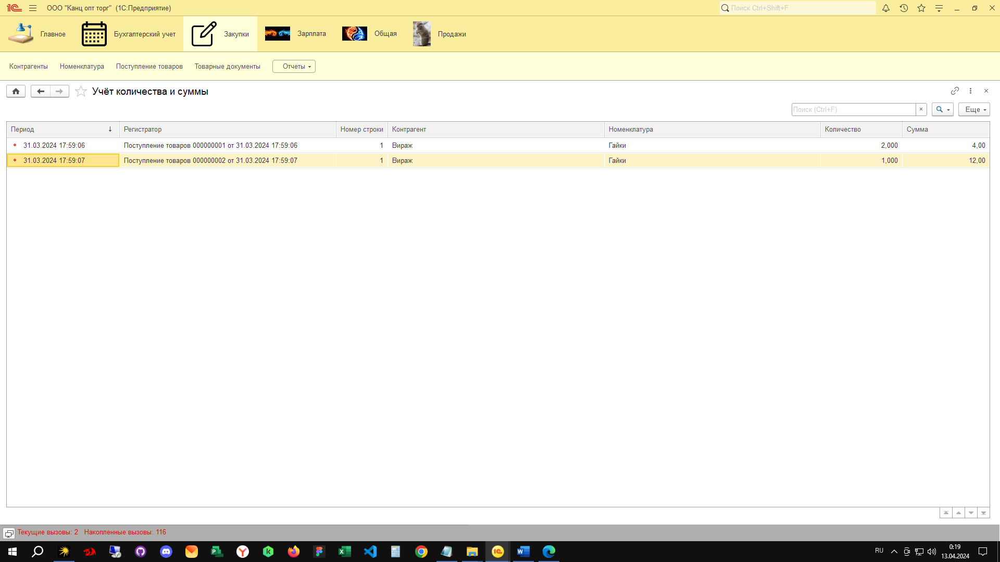 ООО "Канц опт торг" (1С:Предприятие)
Поиск Ctrl+Shift+F
Главное Бухгалтерский учет Закупки Зарплата Общая Продажи
Контрагенты Номенклатура Поступление товаров Товарные документы Отчеты
Учёт количества и суммы
Поиск (Ctrl+F) × Еще
Период ↓ Регистратор Номер строки Контрагент Номенклатура Количество Сумма
31.03.2024 17:59:06 Поступление товаров 000000001 от 31.03.2024 17:59:06 1 Вираж Гайки 2,000 4,00
31.03.2024 17:59:07 Поступление товаров 000000002 от 31.03.2024 17:59:07 1 Вираж Гайки 1,000 12,00
Текущие вызовы: 2 Накопленные вызовы: 116
RU 0:19
13.04.2024